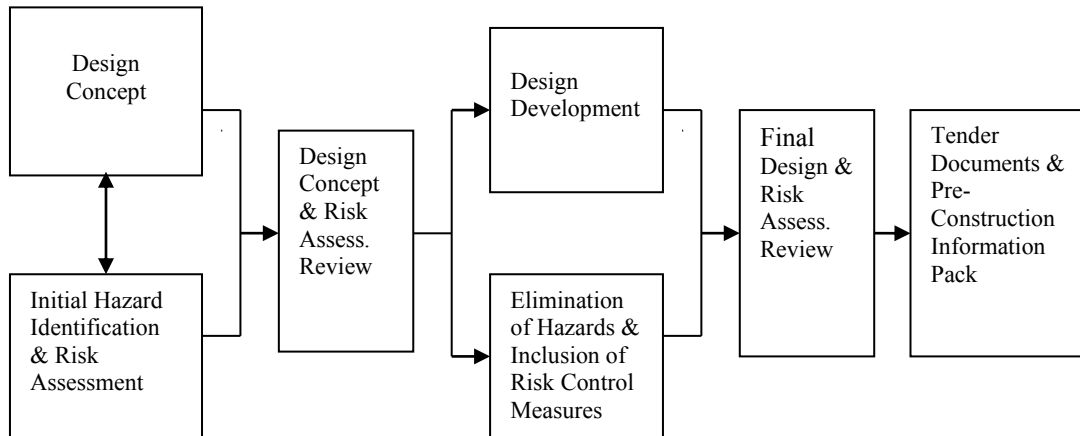 Design
Concept
Initial Hazard
Identification
& Risk
Assessment
Design
Concept
& Risk
Assess.
Review
Design
Development
Elimination
of Hazards &
Inclusion of
Risk Control
Measures
Final
Design &
Risk
Assess.
Review
Tender
Documents &
Pre-
Construction
Information
Pack